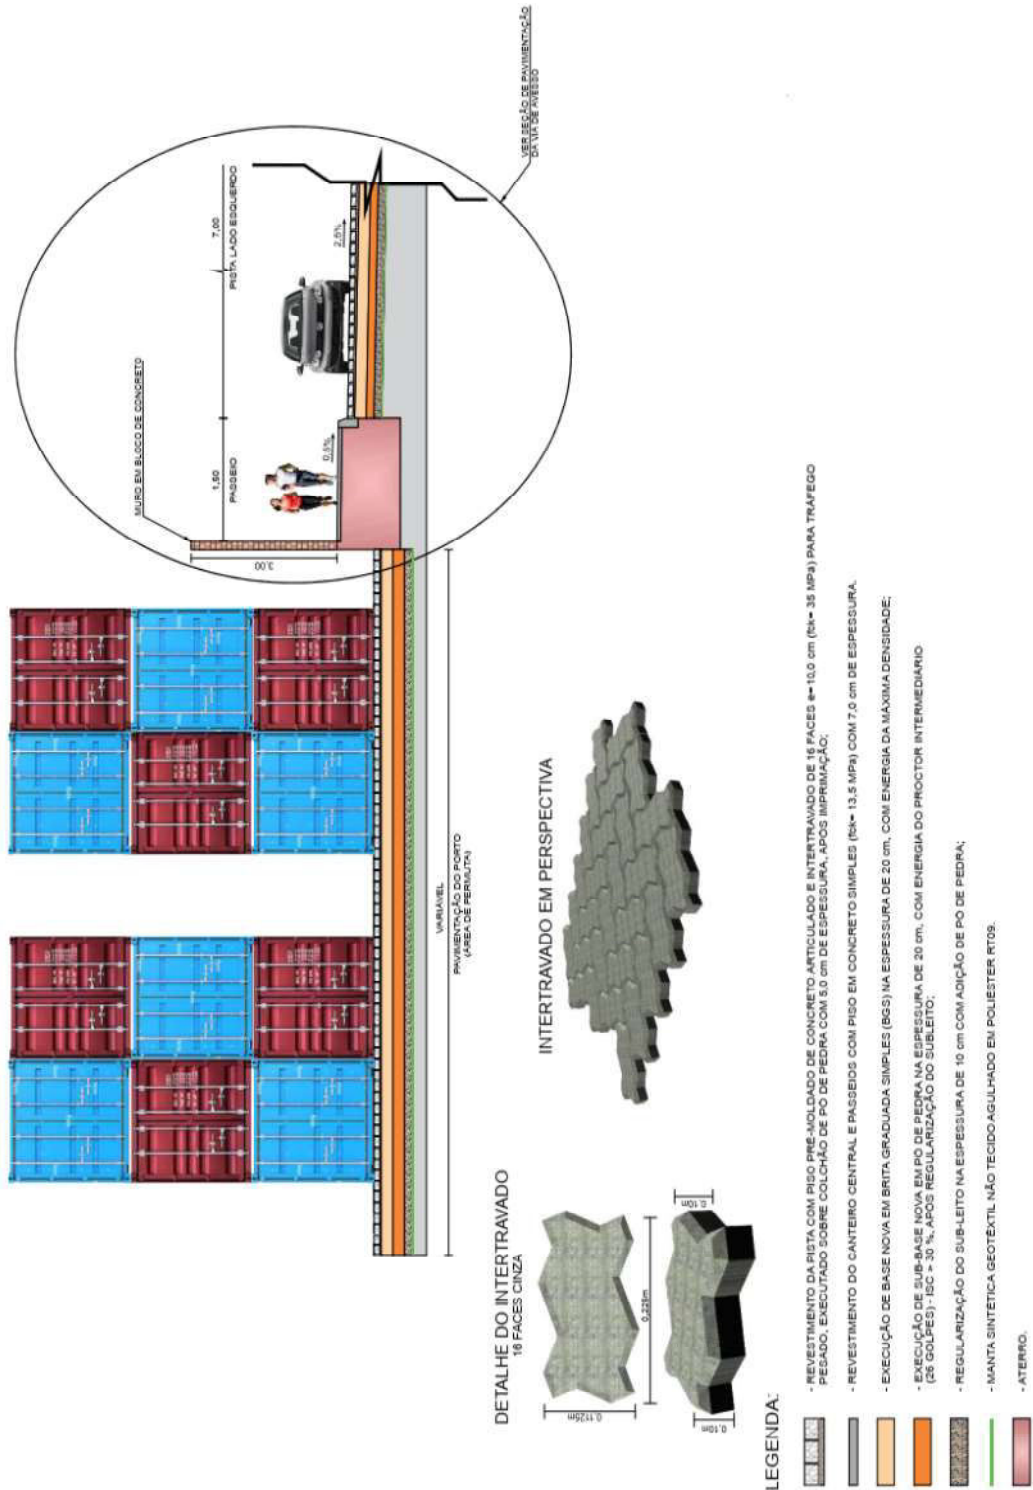 MURO EM BLOCO DE CONCRETO
3,00
1,50
PASSEIO
7,00
PISTA LADO ESQUERDO
0,5%
2,5%
VER SEÇÃO DE PAVIMENTAÇÃO
DA VIA DE AVESSO
VARIÁVEL
PAVIMENTAÇÃO DO PORTO
(ÁREA DE PERMUTA)
DETALHE DO INTERTRAVADO
16 FACES CINZA
0,1125m
0,225m
0,10m
0,10m
INTERTRAVADO EM PERSPECTIVA
LEGENDA:
- REVESTIMENTO DA PISTA COM PISO PRÉ-MOLDADO DE CONCRETO ARTICULADO E INTERTRAVADO DE 16 FACES e=10,0 cm (fck= 35 MPa) PARA TRÁFEGO
PESADO, EXECUTADO SOBRE COLCHÃO DE PÓ DE PEDRA COM 5,0 cm DE ESPESSURA, APÓS IMPRIMAÇÃO;
- REVESTIMENTO DO CANTEIRO CENTRAL E PASSEIOS COM PISO EM CONCRETO SIMPLES (fck= 13,5 MPa) COM 7,0 cm DE ESPESSURA.
- EXECUÇÃO DE BASE NOVA EM BRITA GRADUADA SIMPLES (BGS) NA ESPESSURA DE 20 cm, COM ENERGIA DA MÁXIMA DENSIDADE;
- EXECUÇÃO DE SUB-BASE NOVA EM PÓ DE PEDRA NA ESPESSURA DE 20 cm, COM ENERGIA DO PROCTOR INTERMEDIÁRIO
(26 GOLPES) - ISC > 30 %, APÓS REGULARIZAÇÃO DO SUBLEITO;
- REGULARIZAÇÃO DO SUB-LEITO NA ESPESSURA DE 10 cm COM ADIÇÃO DE PÓ DE PEDRA;
- MANTA SINTÉTICA GEOTÊXTIL NÃO TECIDO AGULHADO EM POLIÉSTER RT09.
- ATERRO.